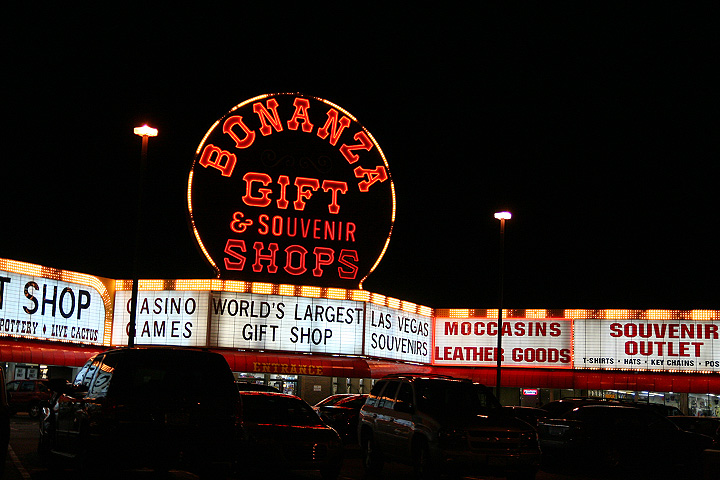 BONANZA
GIFT
& SOUVENIR
SHOPS
SHOP
POTTERY ♦ LIVE CACTUS
CASINO
GAMES
WORLD'S LARGEST
GIFT SHOP
LAS VEGAS
SOUVENIRS
MOCCASINS
LEATHER GOODS
SOUVENIR
OUTLET
T-SHIRTS · HATS · KEY CHAINS · POS
ENTRANCE